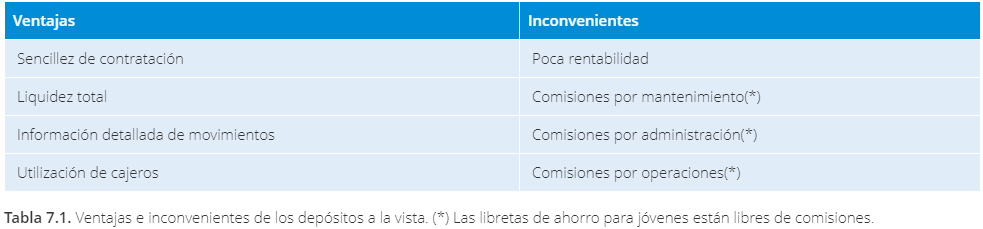 Ventajas Inconvenientes
Sencillez de contratación Poca rentabilidad
Liquidez total Comisiones por mantenimiento(*)
Información detallada de movimientos Comisiones por administración(*)
Utilización de cajeros Comisiones por operaciones(*)
Tabla 7.1. Ventajas e inconvenientes de los depósitos a la vista. (*) Las libretas de ahorro para jóvenes están libres de comisiones.